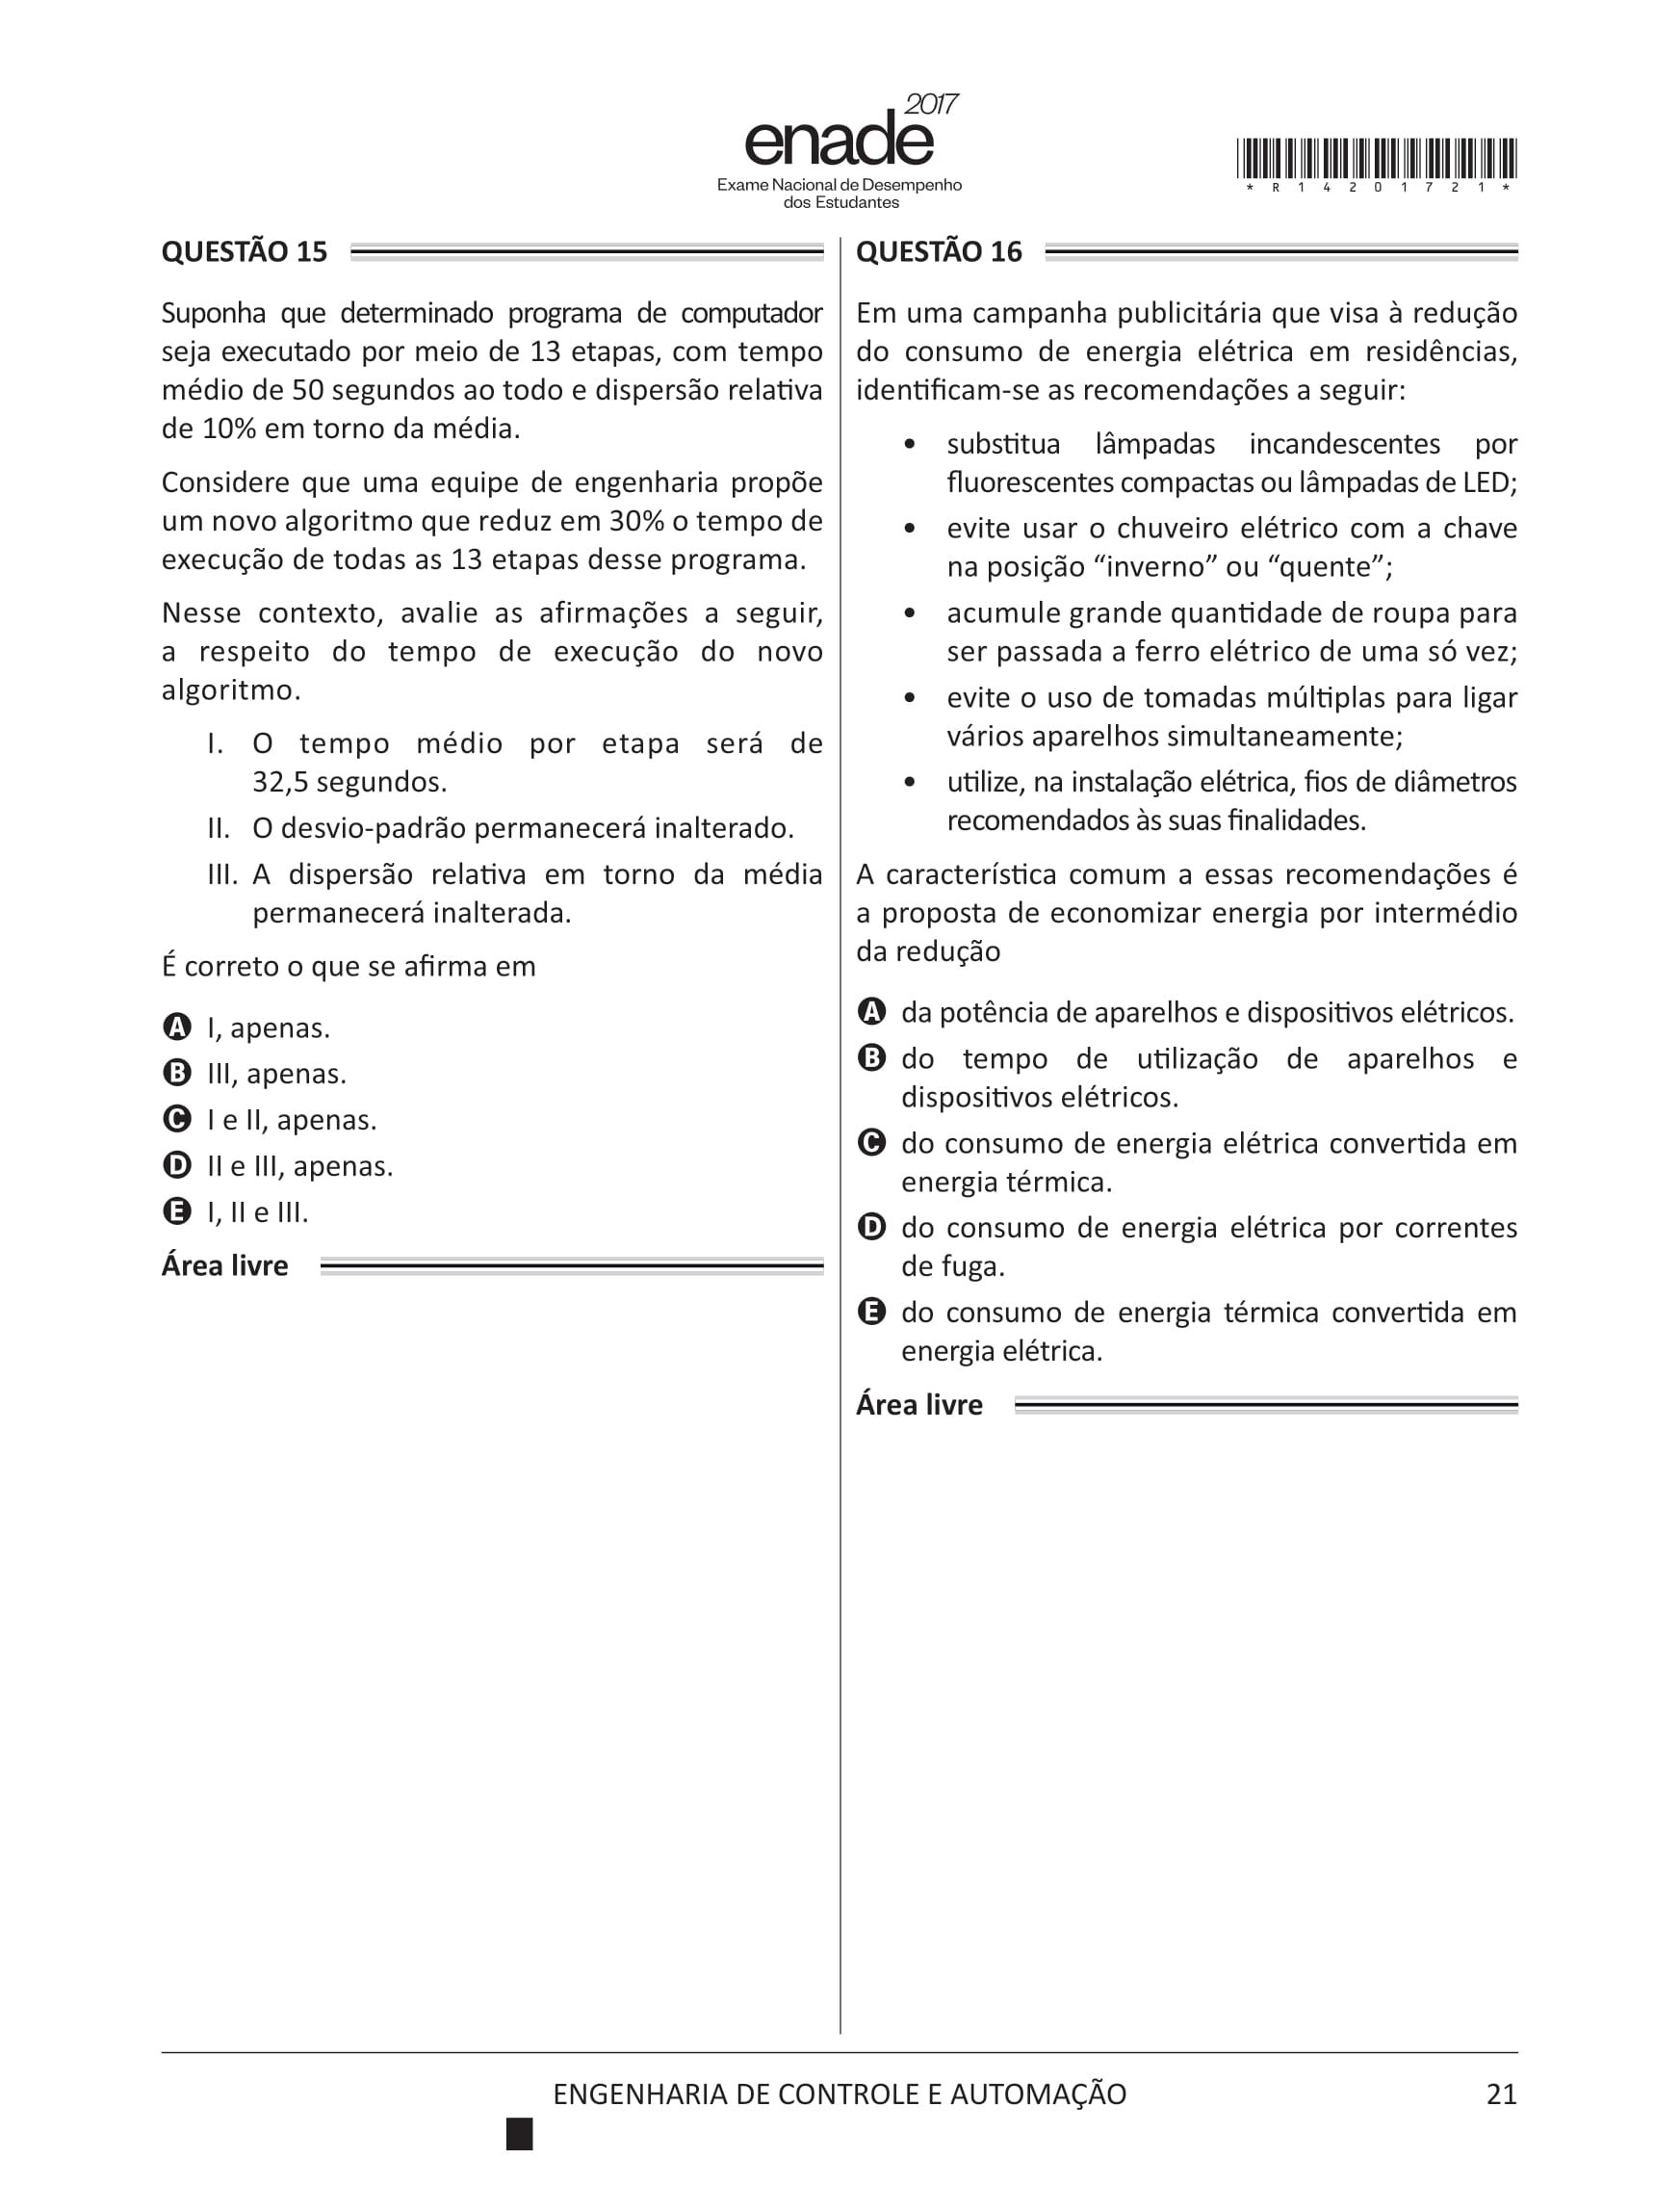 2017
enade
Exame Nacional de Desempenho
dos Estudantes
* R 1 4 2 0 1 7 2 1 *
QUESTÃO 15
Suponha que determinado programa de computador
seja executado por meio de 13 etapas, com tempo
médio de 50 segundos ao todo e dispersão relativa
de 10% em torno da média.
Considere que uma equipe de engenharia propõe
um novo algoritmo que reduz em 30% o tempo de
execução de todas as 13 etapas desse programa.
Nesse contexto, avalie as afirmações a seguir,
a respeito do tempo de execução do novo
algoritmo.
I. O tempo médio por etapa será de
32,5 segundos.
II. O desvio-padrão permanecerá inalterado.
III. A dispersão relativa em torno da média
permanecerá inalterada.
É correto o que se afirma em
A I, apenas.
B III, apenas.
C I e II, apenas.
D II e III, apenas.
E I, II e III.
Área livre
QUESTÃO 16
Em uma campanha publicitária que visa à redução
do consumo de energia elétrica em residências,
identificam-se as recomendações a seguir:
• substitua lâmpadas incandescentes por
fluorescentes compactas ou lâmpadas de LED;
• evite usar o chuveiro elétrico com a chave
na posição “inverno” ou “quente”;
• acumule grande quantidade de roupa para
ser passada a ferro elétrico de uma só vez;
• evite o uso de tomadas múltiplas para ligar
vários aparelhos simultaneamente;
• utilize, na instalação elétrica, fios de diâmetros
recomendados às suas finalidades.
A característica comum a essas recomendações é
a proposta de economizar energia por intermédio
da redução
A da potência de aparelhos e dispositivos elétricos.
B do tempo de utilização de aparelhos e
dispositivos elétricos.
C do consumo de energia elétrica convertida em
energia térmica.
D do consumo de energia elétrica por correntes
de fuga.
E do consumo de energia térmica convertida em
energia elétrica.
Área livre
ENGENHARIA DE CONTROLE E AUTOMAÇÃO
21